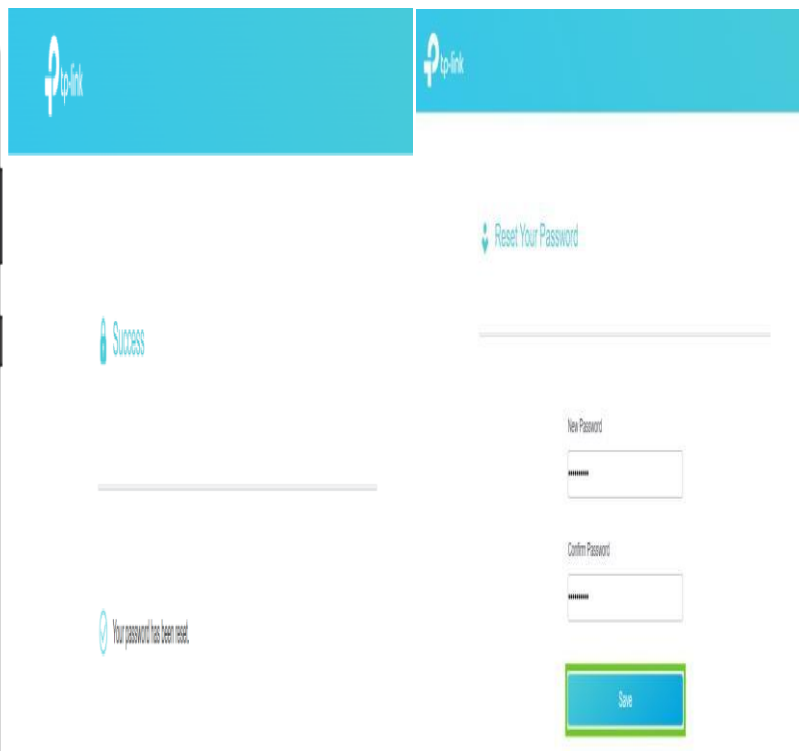 tp-link
Success
Your password has been reset.
tp-link
Reset Your Password
New Password
Confirm Password
Save